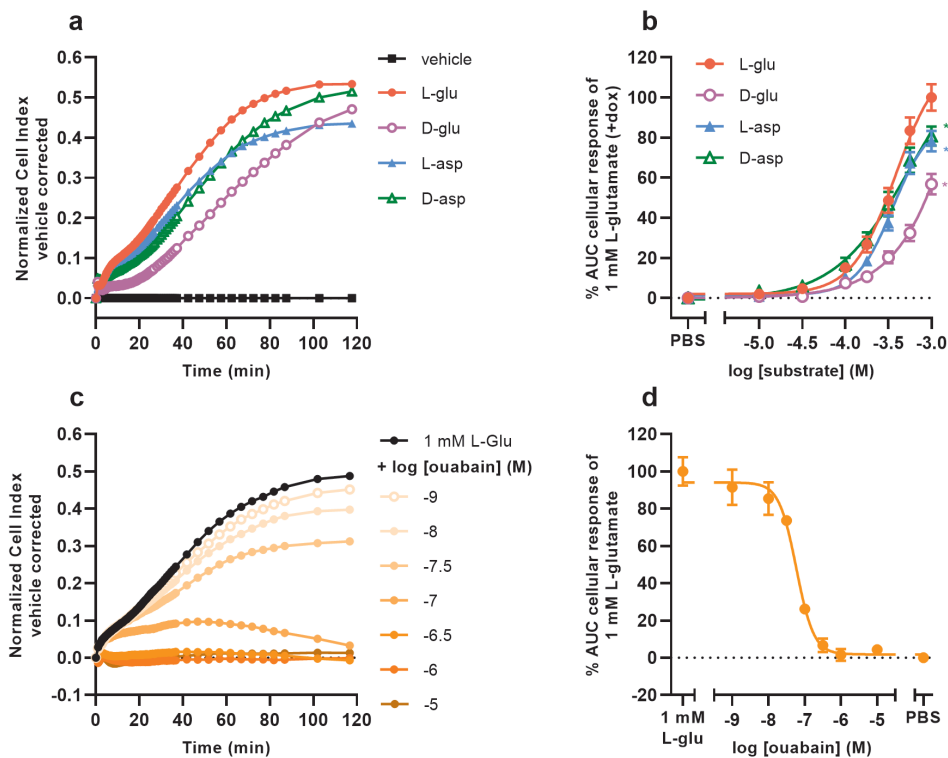 a
Normalized Cell Index
vehicle corrected
0.6
0.5
0.4
0.3
0.2
0.1
0.0
0 20 40 60 80 100 120
Time (min)
vehicle
L-glu
D-glu
L-asp
D-asp
b
% AUC cellular response of
1 mM L-glutamate (+dox)
120
100
80
60
40
20
0
PBS -5.0 -4.5 -4.0 -3.5 -3.0
log [substrate] (M)
L-glu
D-glu
L-asp
D-asp
*
*
*
c
Normalized Cell Index
vehicle corrected
0.6
0.5
0.4
0.3
0.2
0.1
0.0
-0.1
0 20 40 60 80 100 120
Time (min)
1 mM L-Glu
+ log [ouabain] (M)
-9
-8
-7.5
-7
-6.5
-6
-5
d
% AUC cellular response of
1 mM L-glutamate
120
100
80
60
40
20
0
-20
1 mM -9 -8 -7 -6 -5 PBS
L-glu
log [ouabain] (M)